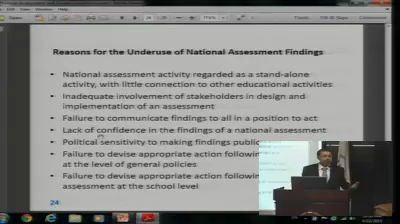 Reasons for the Underuse of National Assessment Findings
• National assessment activity regarded as a stand-alone
activity, with little connection to other educational activities
• Inadequate involvement of stakeholders in design and
implementation of an assessment
• Failure to communicate findings to all in a position to act
• Lack of confidence in the findings of a national assessment
• Political sensitivity to making findings public
• Failure to devise appropriate action following
at the level of general policies
• Failure to devise appropriate action following
assessment at the school level
24